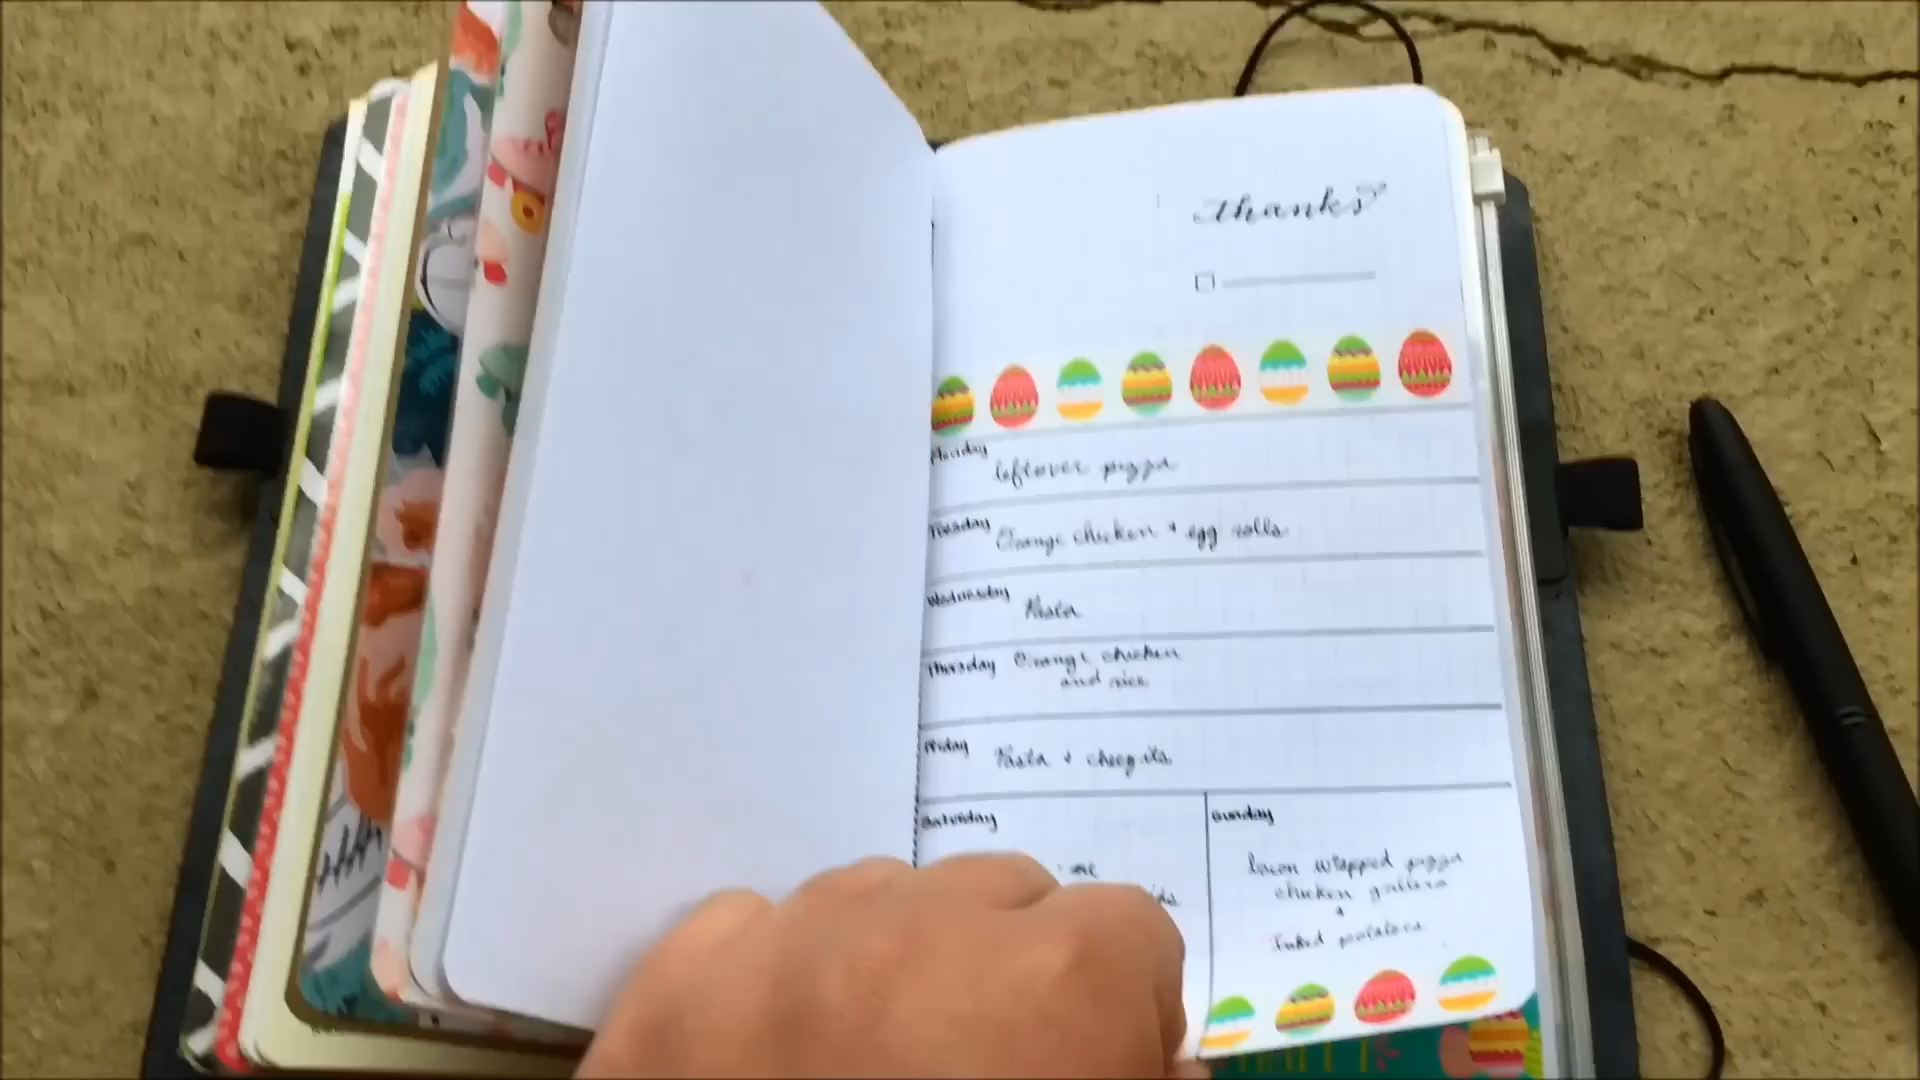 Thanks
Monday leftover pizza
Tuesday Orange chicken + egg rolls
Wednesday Pasta
Thursday Orange chicken
and rice
Friday Pasta +
Saturday
Sunday
bacon wrapped pizza
chicken
+
baked potatoes